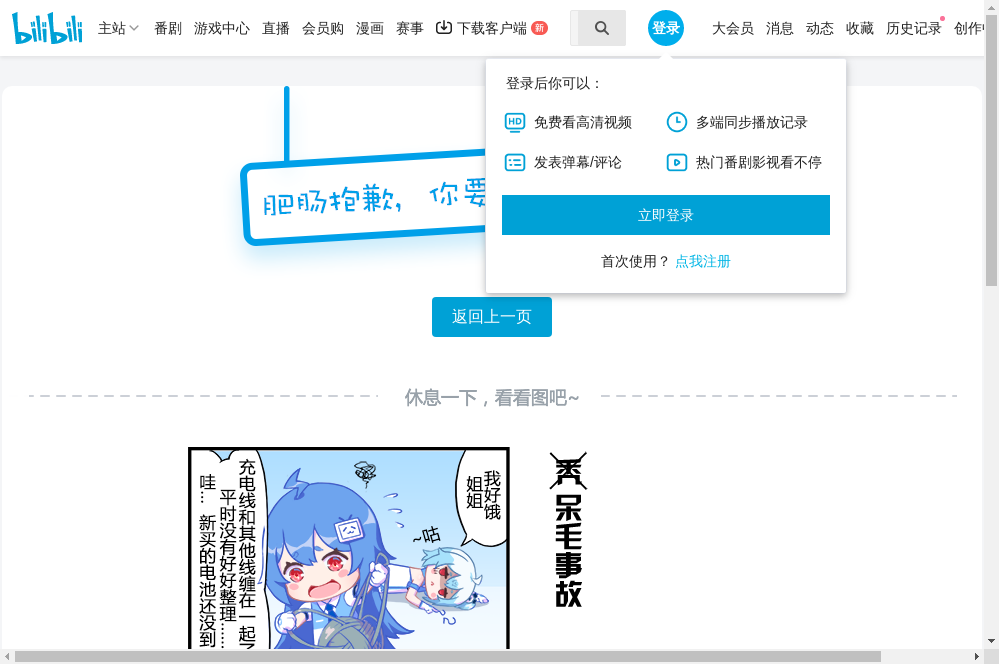 bilibili 主站 番剧 游戏中心 直播 会员购 漫画 赛事 下载客户端 新 登录 大会员 消息 动态 收藏 历史记录 创作
登录后你可以：
HD 免费看高清视频 多端同步播放记录
发表弹幕/评论 热门番剧影视看不停
立即登录
首次使用？ 点我注册
肥肠抱歉，你要
返回上一页
休息一下，看看图吧~
我好饿
姐姐
~咕
充电线和其他线缠在一起了
平时没有好好整理……
哇… 新买的电池还没到
呆毛事故